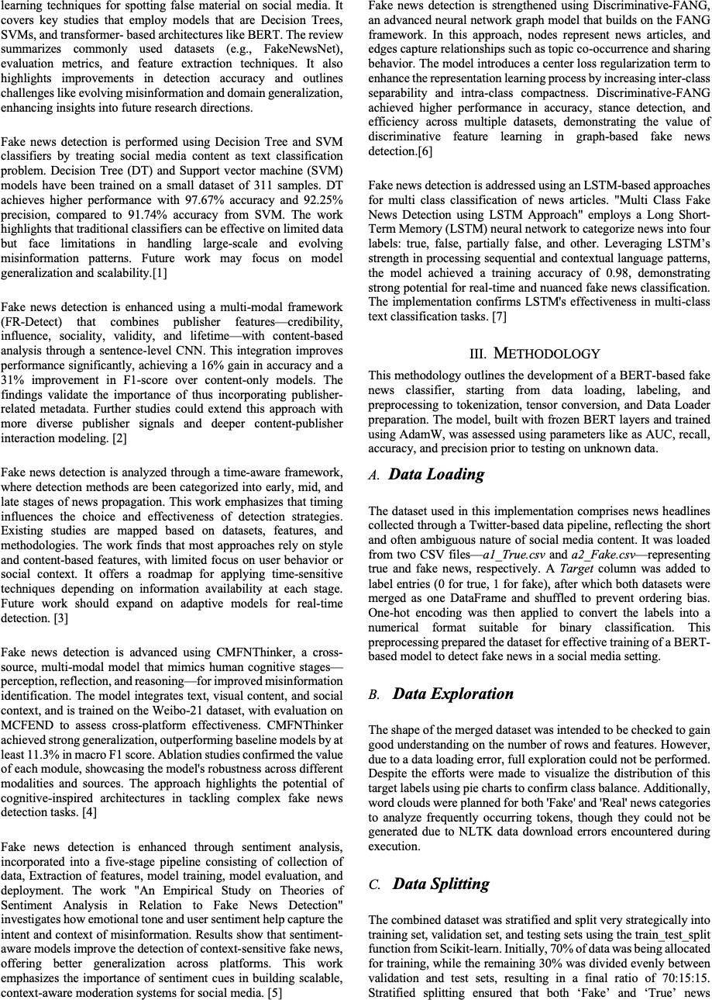 learning techniques for spotting false material on social media. It
covers key studies that employ models that are Decision Trees,
SVMs, and transformer- based architectures like BERT. The review
summarizes commonly used datasets (e.g., FakeNewsNet),
evaluation metrics, and feature extraction techniques. It also
highlights improvements in detection accuracy and outlines
challenges like evolving misinformation and domain generalization,
enhancing insights into future research directions.
Fake news detection is performed using Decision Tree and SVM
classifiers by treating social media content as text classification
problem. Decision Tree (DT) and Support vector machine (SVM)
models have been trained on a small dataset of 311 samples. DT
achieves higher performance with 97.67% accuracy and 92.25%
precision, compared to 91.74% accuracy from SVM. The work
highlights that traditional classifiers can be effective on limited data
but face limitations in handling large-scale and evolving
misinformation patterns. Future work may focus on model
generalization and scalability.[1]
Fake news detection is enhanced using a multi-modal framework
(FR-Detect) that combines publisher features—credibility,
influence, sociality, validity, and lifetime—with content-based
analysis through a sentence-level CNN. This integration improves
performance significantly, achieving a 16% gain in accuracy and a
31% improvement in F1-score over content-only models. The
findings validate the importance of thus incorporating publisher-
related metadata. Further studies could extend this approach with
more diverse publisher signals and deeper content-publisher
interaction modeling. [2]
Fake news detection is analyzed through a time-aware framework,
where detection methods are been categorized into early, mid, and
late stages of news propagation. This work emphasizes that timing
influences the choice and effectiveness of detection strategies.
Existing studies are mapped based on datasets, features, and
methodologies. The work finds that most approaches rely on style
and content-based features, with limited focus on user behavior or
social context. It offers a roadmap for applying time-sensitive
techniques depending on information availability at each stage.
Future work should expand on adaptive models for real-time
detection. [3]
Fake news detection is advanced using CMFNThinker, a cross-
source, multi-modal model that mimics human cognitive stages—
perception, reflection, and reasoning—for improved misinformation
identification. The model integrates text, visual content, and social
context, and is trained on the Weibo-21 dataset, with evaluation on
MCFEND to assess cross-platform effectiveness. CMFNThinker
achieved strong generalization, outperforming baseline models by at
least 11.3% in macro F1 score. Ablation studies confirmed the value
of each module, showcasing the model's robustness across different
modalities and sources. The approach highlights the potential of
cognitive-inspired architectures in tackling complex fake news
detection tasks. [4]
Fake news detection is enhanced through sentiment analysis,
incorporated into a five-stage pipeline consisting of collection of
data, Extraction of features, model training, model evaluation, and
deployment. The work "An Empirical Study on Theories of
Sentiment Analysis in Relation to Fake News Detection"
investigates how emotional tone and user sentiment help capture the
intent and context of misinformation. Results show that sentiment-
aware models improve the detection of context-sensitive fake news,
offering better generalization across platforms. This work
emphasizes the importance of sentiment cues in building scalable,
context-aware moderation systems for social media. [5]
Fake news detection is strengthened using Discriminative-FANG,
an advanced neural network graph model that builds on the FANG
framework. In this approach, nodes represent news articles, and
edges capture relationships such as topic co-occurrence and sharing
behavior. The model introduces a center loss regularization term to
enhance the representation learning process by increasing inter-class
separability and intra-class compactness. Discriminative-FANG
achieved higher performance in accuracy, stance detection, and
efficiency across multiple datasets, demonstrating the value of
discriminative feature learning in graph-based fake news
detection.[6]
Fake news detection is addressed using an LSTM-based approaches
for multi class classification of news articles. "Multi Class Fake
News Detection using LSTM Approach" employs a Long Short-
Term Memory (LSTM) neural network to categorize news into four
labels: true, false, partially false, and other. Leveraging LSTM's
strength in processing sequential and contextual language patterns,
the model achieved a training accuracy of 0.98, demonstrating
strong potential for real-time and nuanced fake news classification.
The implementation confirms LSTM's effectiveness in multi-class
text classification tasks. [7]
III. METHODOLOGY
This methodology outlines the development of a BERT-based fake
news classifier, starting from data loading, labeling, and
preprocessing to tokenization, tensor conversion, and Data Loader
preparation. The model, built with frozen BERT layers and trained
using AdamW, was assessed using parameters like as AUC, recall,
accuracy, and precision prior to testing on unknown data.
A. Data Loading
The dataset used in this implementation comprises news headlines
collected through a Twitter-based data pipeline, reflecting the short
and often ambiguous nature of social media content. It was loaded
from two CSV files—a1_True.csv and a2_Fake.csv—representing
true and fake news, respectively. A Target column was added to
label entries (0 for true, 1 for fake), after which both datasets were
merged as one DataFrame and shuffled to prevent ordering bias.
One-hot encoding was then applied to convert the labels into a
numerical format suitable for binary classification. This
preprocessing prepared the dataset for effective training of a BERT-
based model to detect fake news in a social media setting.
B. Data Exploration
The shape of the merged dataset was intended to be checked to gain
good understanding on the number of rows and features. However,
due to a data loading error, full exploration could not be performed.
Despite the efforts were made to visualize the distribution of this
target labels using pie charts to confirm class balance. Additionally,
word clouds were planned for both 'Fake' and 'Real' news categories
to analyze frequently occurring tokens, though they could not be
generated due to NLTK data download errors encountered during
execution.
C. Data Splitting
The combined dataset was stratified and split very strategically into
training set, validation set, and testing sets using the train_test_split
function from Scikit-learn. Initially, 70% of data was being allocated
for training, while the remaining 30% was divided evenly between
validation and test sets, resulting in a final ratio of 70:15:15.
Stratified splitting ensured that both ‘Fake’ and ‘True’ news